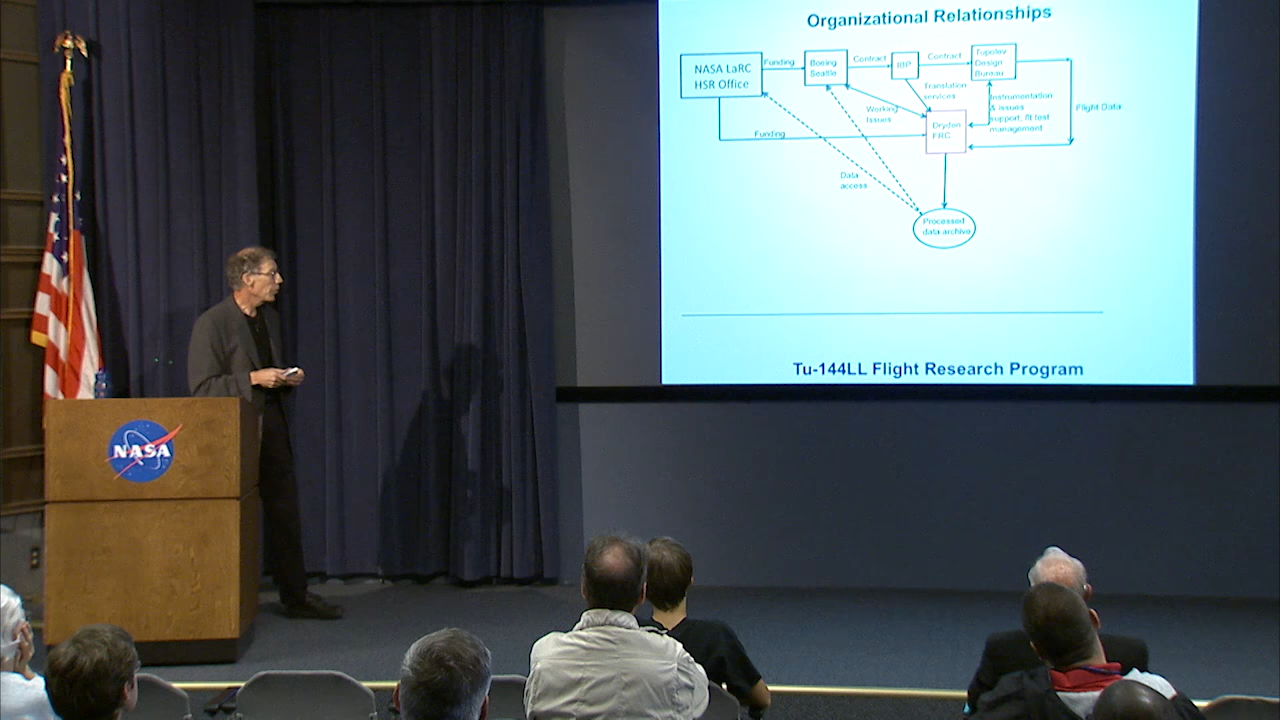 Organizational Relationships
NASA LaRC
HSR Office
Funding
Boeing
Seattle
Contract
IBP
Contract
Tupolev
Design
Bureau
Translation
services
Working
Issues
Instrumentation
& issues
support, flt test
management
Flight Data
Dryden
FRC
Funding
Data
access
Processed
data archive
Tu-144LL Flight Research Program
NASA